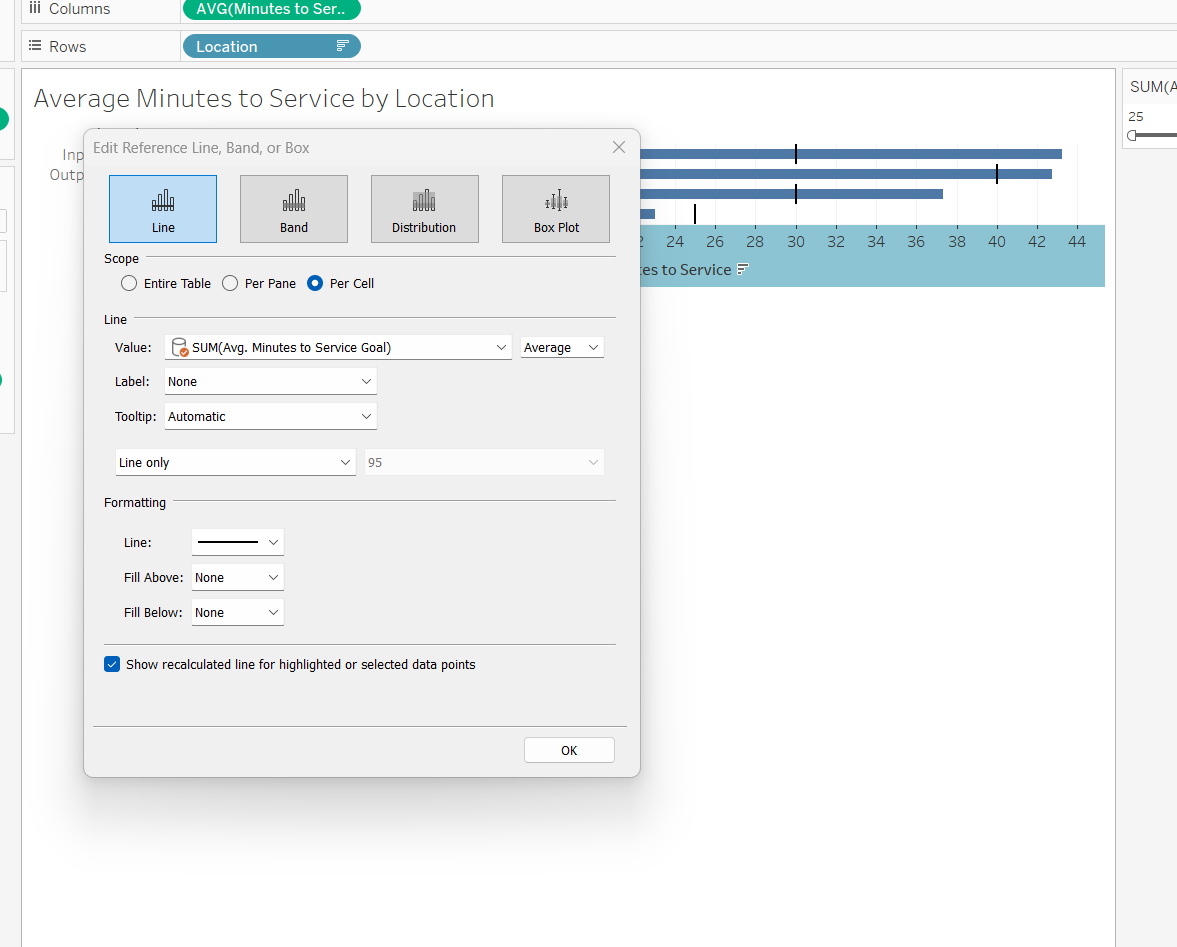 Columns AVG(Minutes to Ser..
Rows Location
SUM(A
25
Average Minutes to Service by Location
Inp
Outp
24 26 28 30 32 34 36 38 40 42 44
es to Service
Edit Reference Line, Band, or Box
Line Band Distribution Box Plot
Scope
Entire Table Per Pane Per Cell
Line
Value: SUM(Avg. Minutes to Service Goal) Average
Label: None
Tooltip: Automatic
Line only 95
Formatting
Line:
Fill Above: None
Fill Below: None
Show recalculated line for highlighted or selected data points
OK